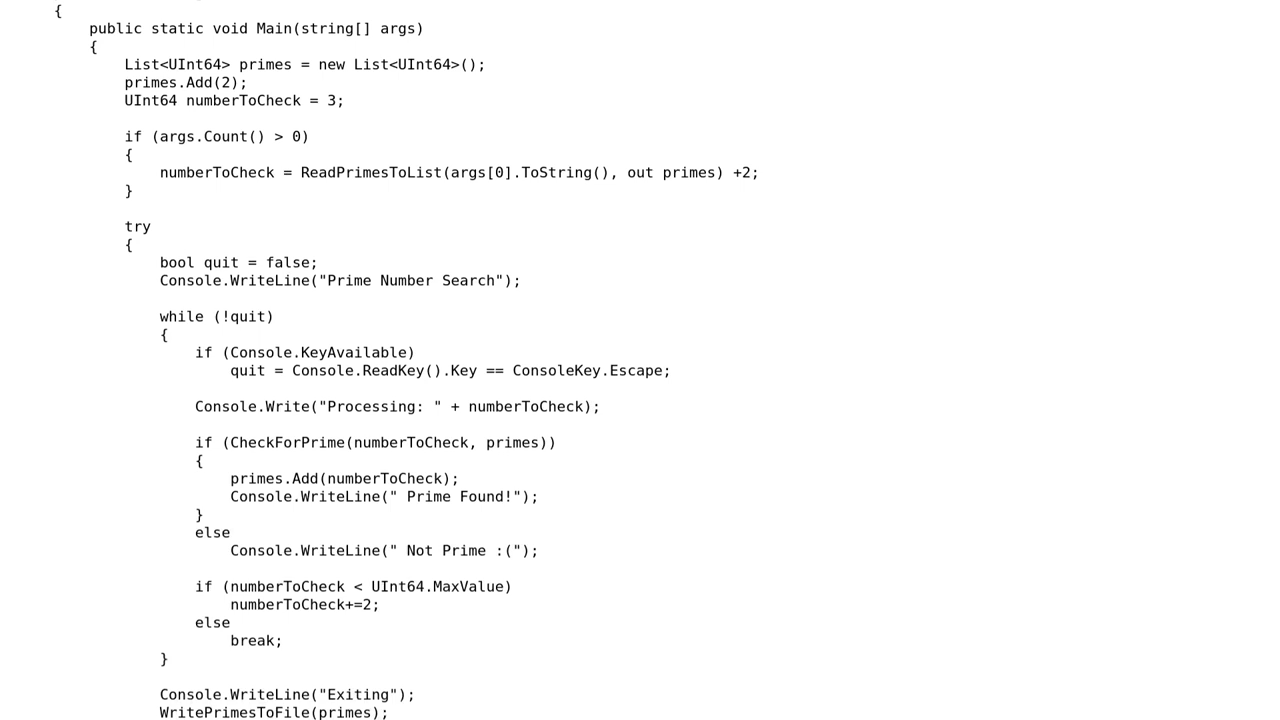 {
public static void Main(string[] args)
{
List<UInt64> primes = new List<UInt64>();
primes.Add(2);
UInt64 numberToCheck = 3;
if (args.Count() > 0)
{
numberToCheck = ReadPrimesToList(args[0].ToString(), out primes) +2;
}
try
{
bool quit = false;
Console.WriteLine("Prime Number Search");
while (!quit)
{
if (Console.KeyAvailable)
quit = Console.ReadKey().Key == ConsoleKey.Escape;
Console.Write("Processing: " + numberToCheck);
if (CheckForPrime(numberToCheck, primes))
{
primes.Add(numberToCheck);
Console.WriteLine(" Prime Found!");
}
else
Console.WriteLine(" Not Prime :(");
if (numberToCheck < UInt64.MaxValue)
numberToCheck+=2;
else
break;
}
Console.WriteLine("Exiting");
WritePrimesToFile(primes);